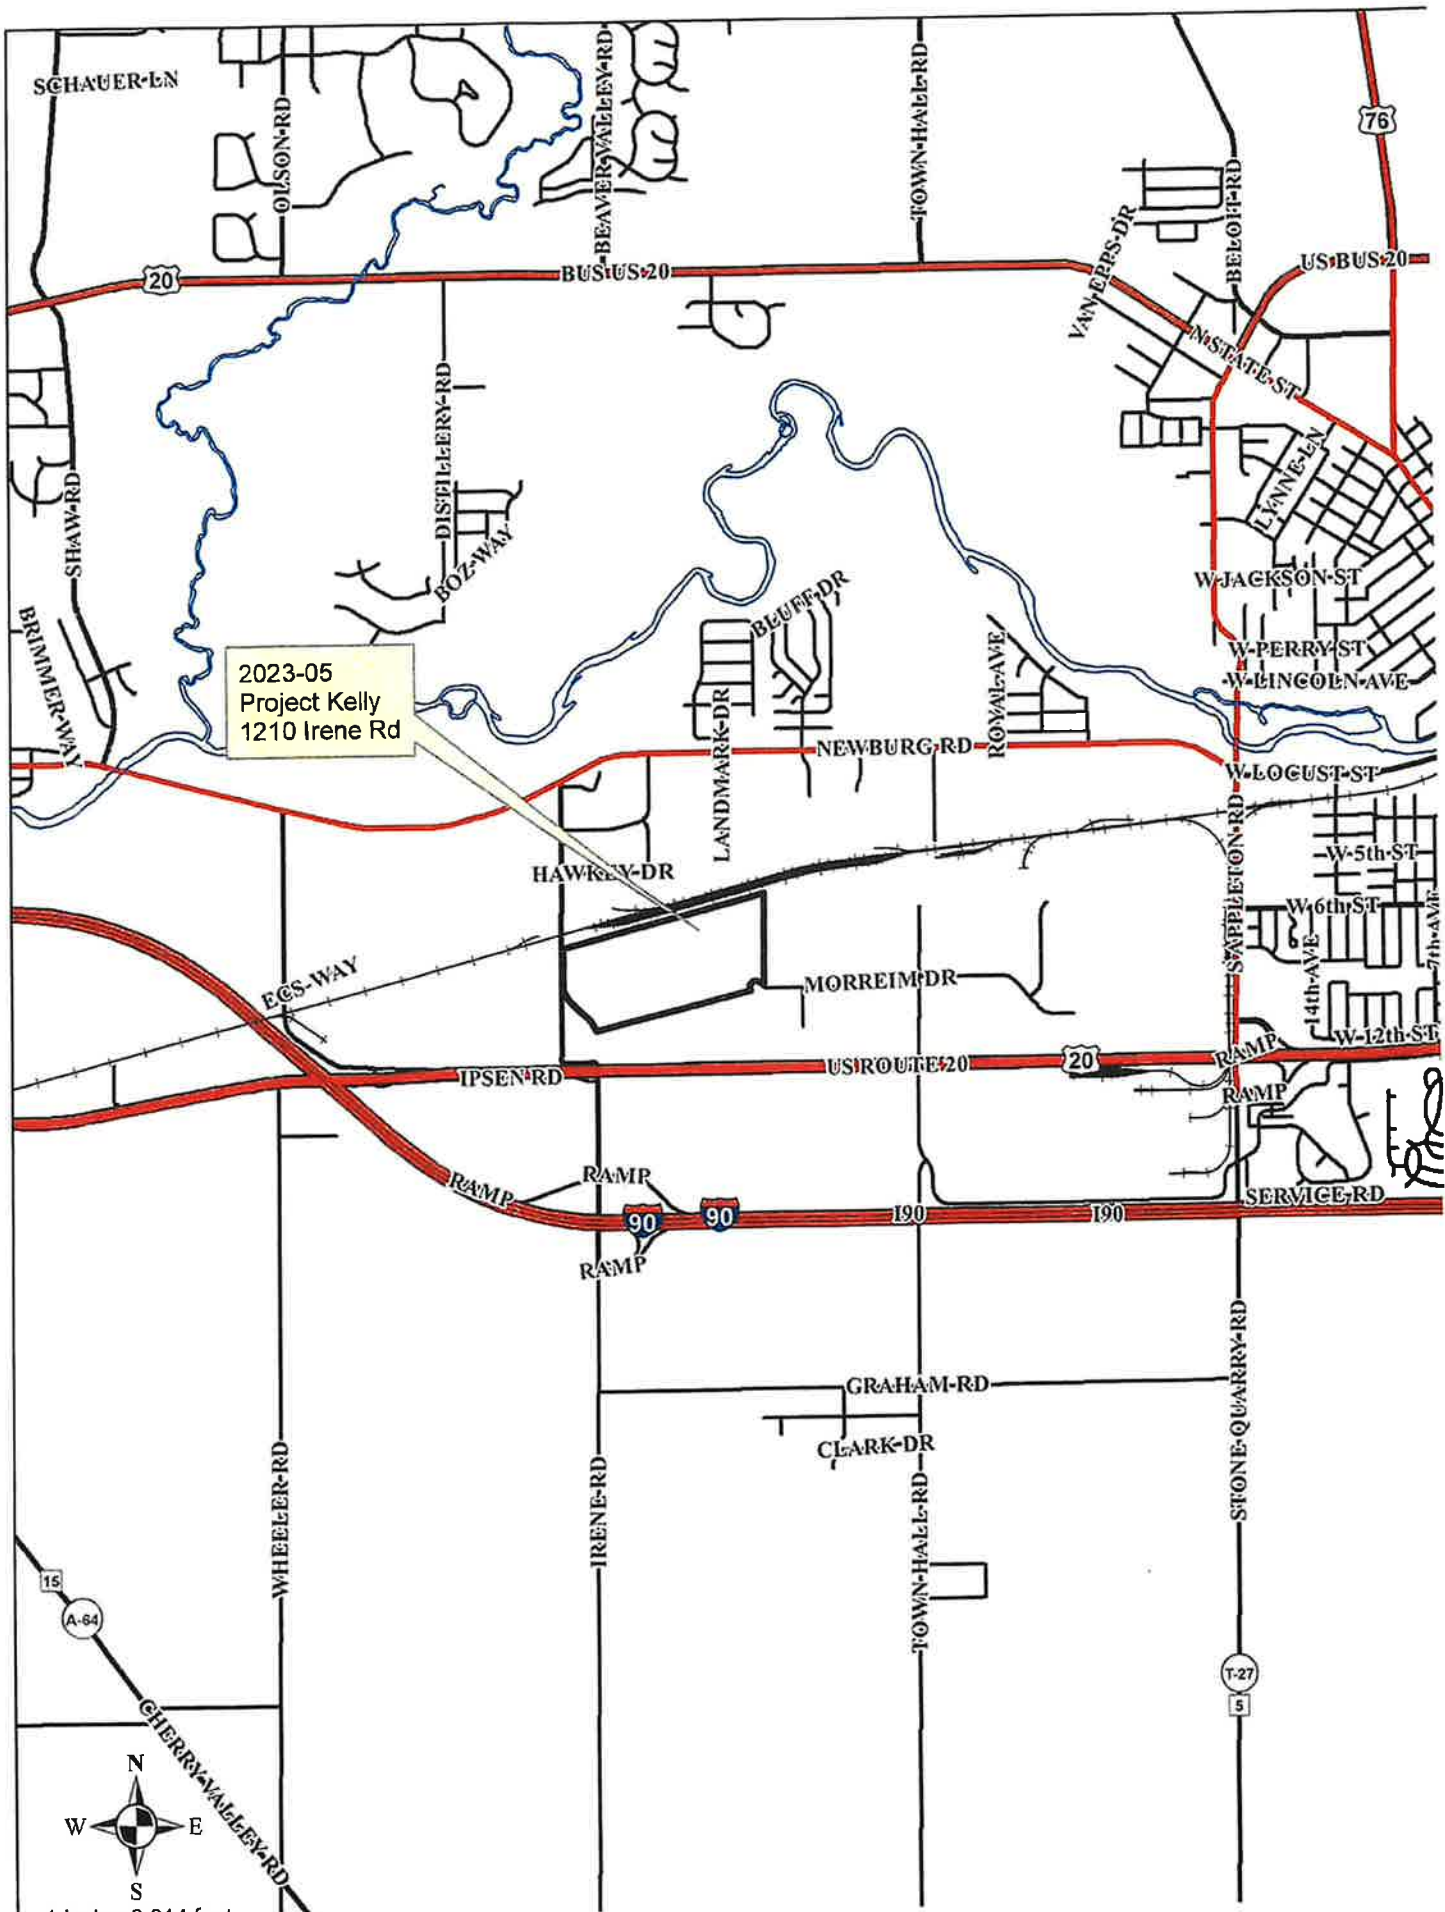 SCHAUER-LN
OLSON-RD
BEAVER-VALLEY-RD
TOWN-HALL-RD
76
BELOIT-RD
VAN-EPPS-DR
20
BUS US 20
US BUS 20
N STATE ST
DISTILLERY-RD
LYNNE-LN
SHAW-RD
BOZ-WAY
W JACKSON ST
BLUFF-DR
BRIMMER-WAY
ROYAL-AVE
W-PERRY-ST
W LINCOLN AVE
2023-05
Project Kelly
1210 Irene Rd
LANDMARK-DR
NEWBURG RD
W LOCUST ST
S APPLETON RD
W-5th-ST
HAWKEY-DR
W 6th ST
7th-AVE
14th-AVE
ECS-WAY
MORREIM DR
W-12th-ST
RAMP
IPSEN RD
US ROUTE 20
20
RAMP
RAMP
RAMP
SERVICE RD
90
90
I90
I90
RAMP
STONE-QUARRY-RD
GRAHAM-RD
CLARK-DR
WHEELER-RD
IRENE-RD
TOWN-HALL-RD
15
A-64
T-27
5
CHERRY-VALLEY-RD
N
W
E
S